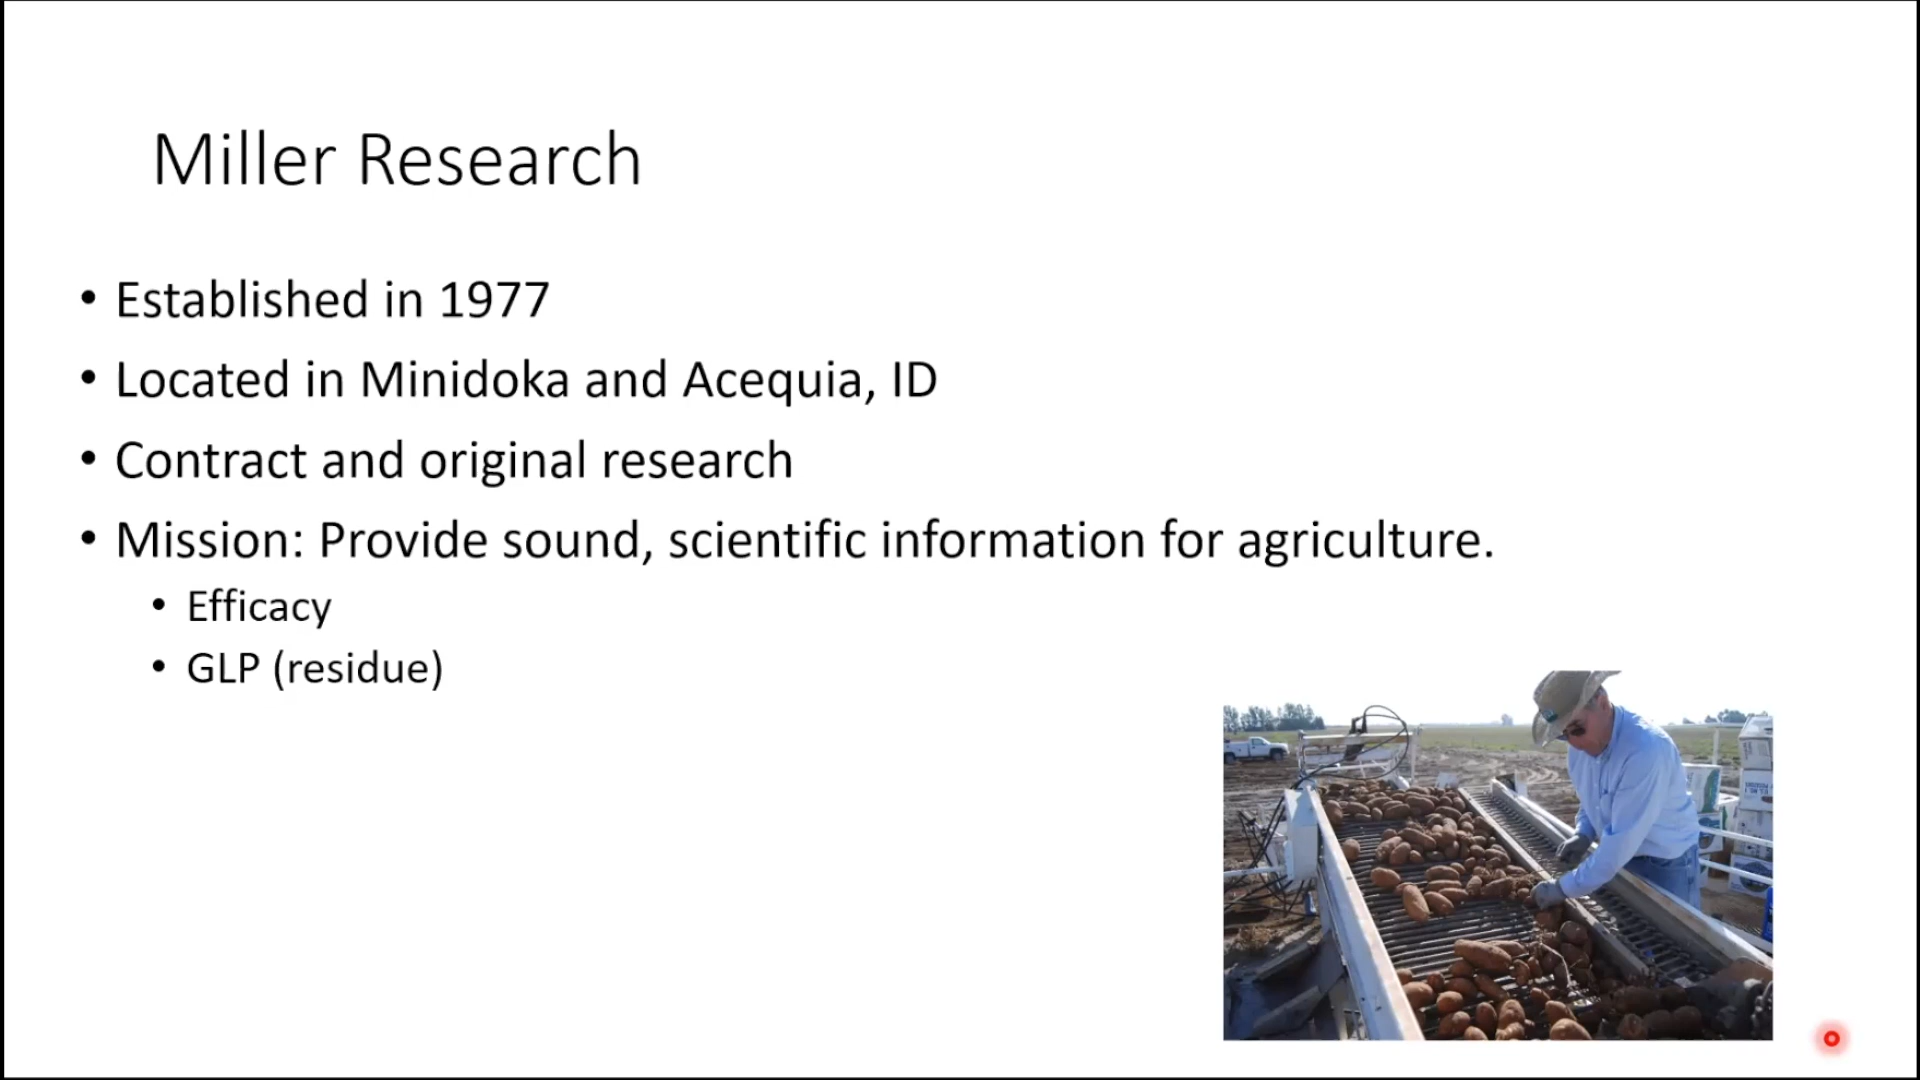 Miller Research
• Established in 1977
• Located in Minidoka and Acequia, ID
• Contract and original research
• Mission: Provide sound, scientific information for agriculture.
• Efficacy
• GLP (residue)